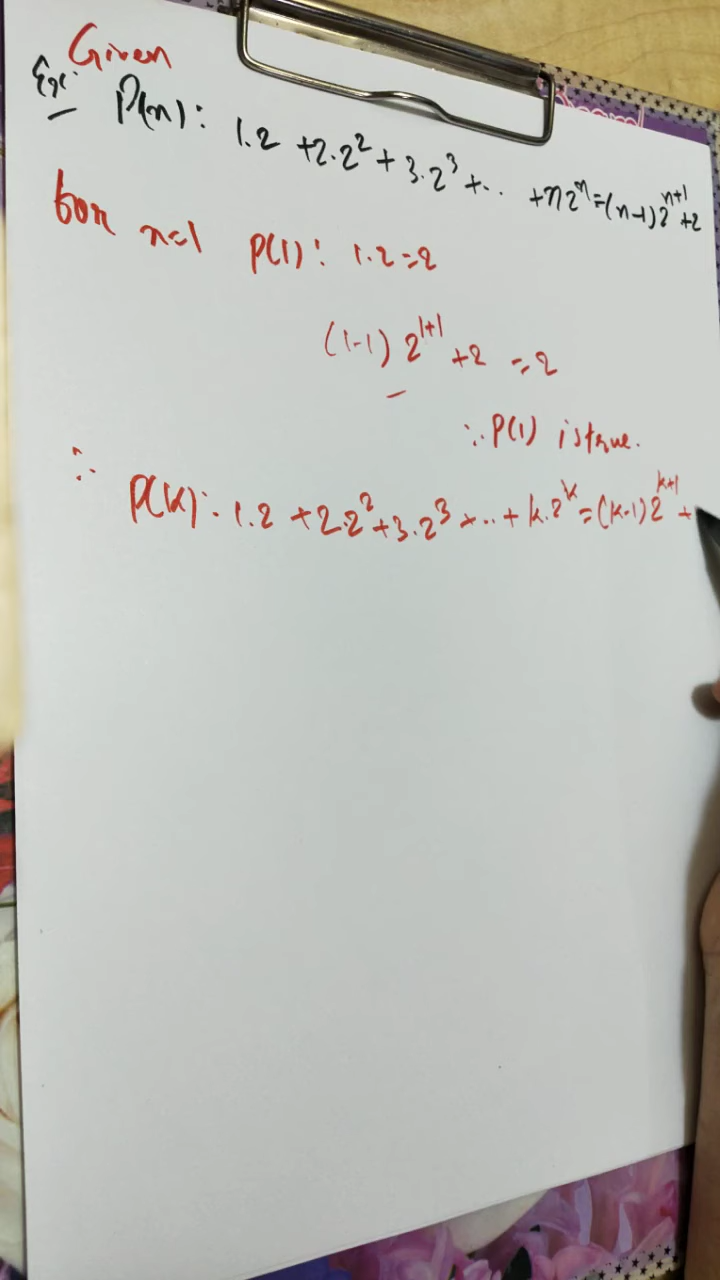 Given
Ex: P(n): 1.2 +2.2² + 3.2³ +.. +n2ⁿ=(n-1)2ⁿ⁺¹+2
for n=1 P(1): 1.2=2
(1-1) 2¹⁺¹ +2 =2
∴ P(1) is true.
∴ P(k): 1.2 +2.2²+3.2³ +..+ k.2ᵏ =(k-1)2ᵏ⁺¹ +